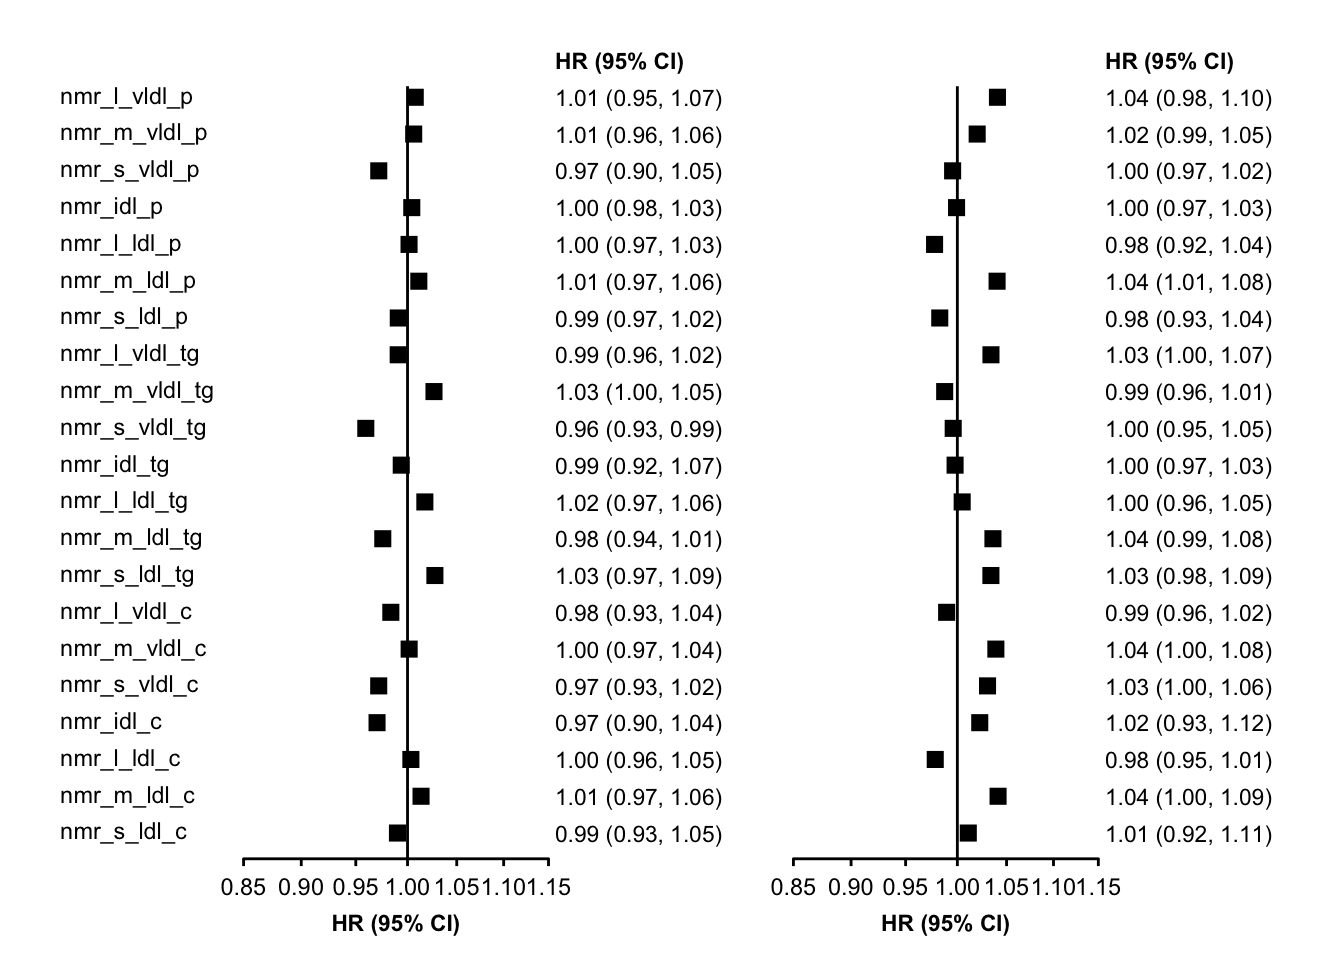 HR (95% CI) HR (95% CI)
nmr_l_vldl_p 1.01 (0.95, 1.07) 1.04 (0.98, 1.10)
nmr_m_vldl_p 1.01 (0.96, 1.06) 1.02 (0.99, 1.05)
nmr_s_vldl_p 0.97 (0.90, 1.05) 1.00 (0.97, 1.02)
nmr_idl_p 1.00 (0.98, 1.03) 1.00 (0.97, 1.03)
nmr_l_ldl_p 1.00 (0.97, 1.03) 0.98 (0.92, 1.04)
nmr_m_ldl_p 1.01 (0.97, 1.06) 1.04 (1.01, 1.08)
nmr_s_ldl_p 0.99 (0.97, 1.02) 0.98 (0.93, 1.04)
nmr_l_vldl_tg 0.99 (0.96, 1.02) 1.03 (1.00, 1.07)
nmr_m_vldl_tg 1.03 (1.00, 1.05) 0.99 (0.96, 1.01)
nmr_s_vldl_tg 0.96 (0.93, 0.99) 1.00 (0.95, 1.05)
nmr_idl_tg 0.99 (0.92, 1.07) 1.00 (0.97, 1.03)
nmr_l_ldl_tg 1.02 (0.97, 1.06) 1.00 (0.96, 1.05)
nmr_m_ldl_tg 0.98 (0.94, 1.01) 1.04 (0.99, 1.08)
nmr_s_ldl_tg 1.03 (0.97, 1.09) 1.03 (0.98, 1.09)
nmr_l_vldl_c 0.98 (0.93, 1.04) 0.99 (0.96, 1.02)
nmr_m_vldl_c 1.00 (0.97, 1.04) 1.04 (1.00, 1.08)
nmr_s_vldl_c 0.97 (0.93, 1.02) 1.03 (1.00, 1.06)
nmr_idl_c 0.97 (0.90, 1.04) 1.02 (0.93, 1.12)
nmr_l_ldl_c 1.00 (0.96, 1.05) 0.98 (0.95, 1.01)
nmr_m_ldl_c 1.01 (0.97, 1.06) 1.04 (1.00, 1.09)
nmr_s_ldl_c 0.99 (0.93, 1.05) 1.01 (0.92, 1.11)
0.85 0.90 0.95 1.00 1.05 1.10 1.15 0.85 0.90 0.95 1.00 1.05 1.10 1.15
HR (95% CI) HR (95% CI)